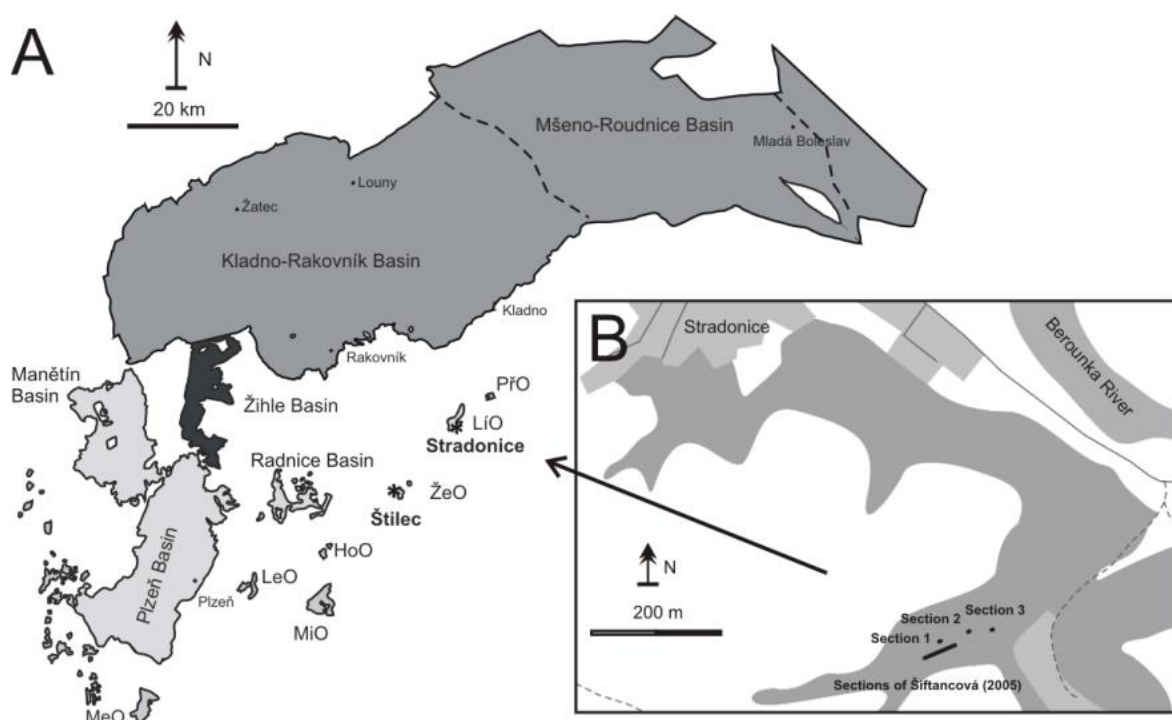 A
N
20 km
Mšeno-Roudnice Basin
Mladá Boleslav
Louny
Žatec
Kladno-Rakovník Basin
Kladno
Rakovník
Manětín
Basin
Žihle Basin
PřO
LíO
Stradonice
Radnice Basin
ŽeO
Štilec
HoO
Plzeň Basin
Plzeň
LeO
MiO
MeO
B
Stradonice
Berounka River
N
200 m
Section 1
Section 2
Section 3
Sections of Šiftancová (2005)